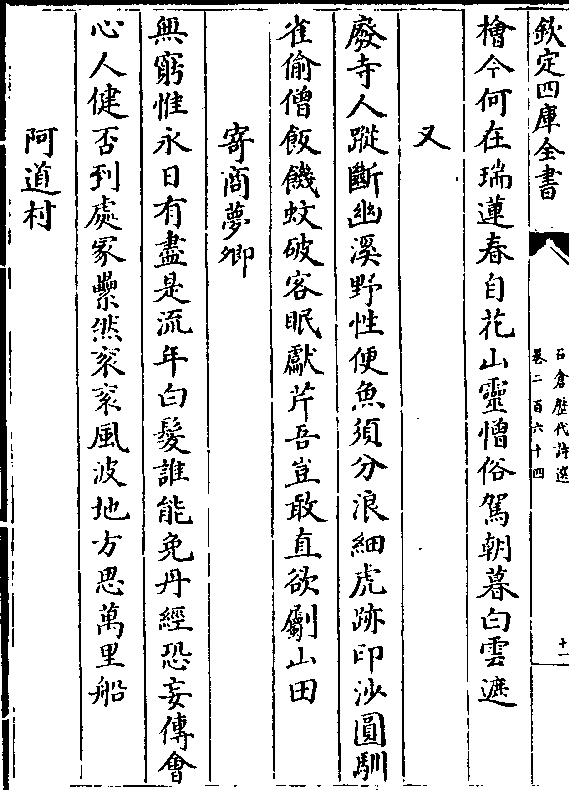 欽定四庫全書
石倉歷代詩選
卷二百六十四
十一
檜今何在瑞蓮春自花山靈憎俗駕朝暮白雲遮
又
廢寺人蹤斷幽溪野性便魚須分浪細虎跡印沙圓馴
雀偷僧飯饑蚊破客眠獻芹吾豈敢直欲劚山田
寄商夢卿
無窮惟永日有盡是流年白髮誰能免丹經恐妄傳會
心人健否到處冢纍然衮衮風波地方思萬里船
阿道村